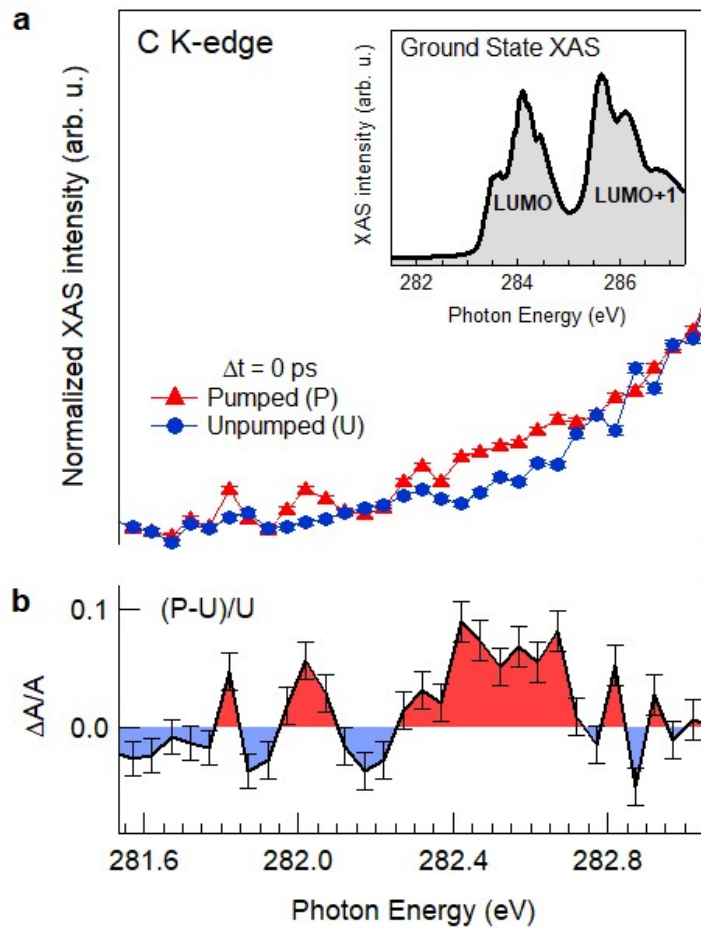 a
C K-edge
Normalized XAS intensity (arb. u.)
Ground State XAS
XAS intensity (arb. u.)
LUMO
LUMO+1
282 284 286
Photon Energy (eV)
Δt = 0 ps
Pumped (P)
Unpumped (U)
b
(P-U)/U
ΔA/A
0.1
0.0
281.6 282.0 282.4 282.8
Photon Energy (eV)